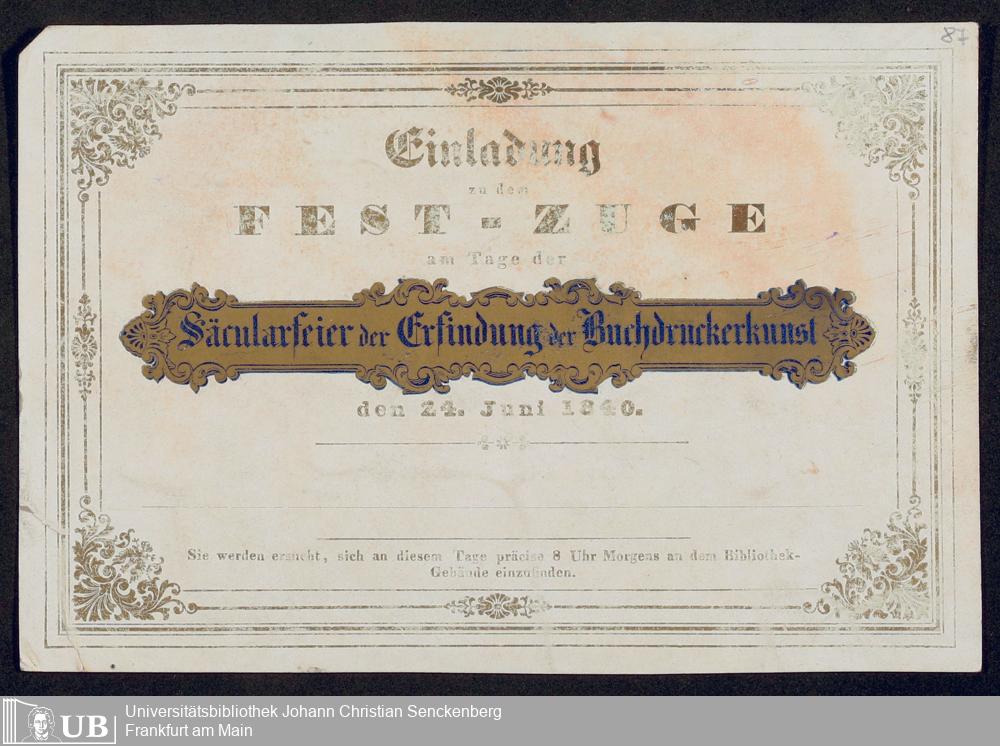 87
Einladung
zu dem
FEST-ZUGE
am Tage der
Säcularfeier der Erfindung der Buchdruckerkunst
den 24. Juni 1840.
Sie werden ersucht, sich an diesem Tage präcise 8 Uhr Morgens an dem Bibliothek-
Gebäude einzufinden.
UB
Universitätsbibliothek Johann Christian Senckenberg
Frankfurt am Main